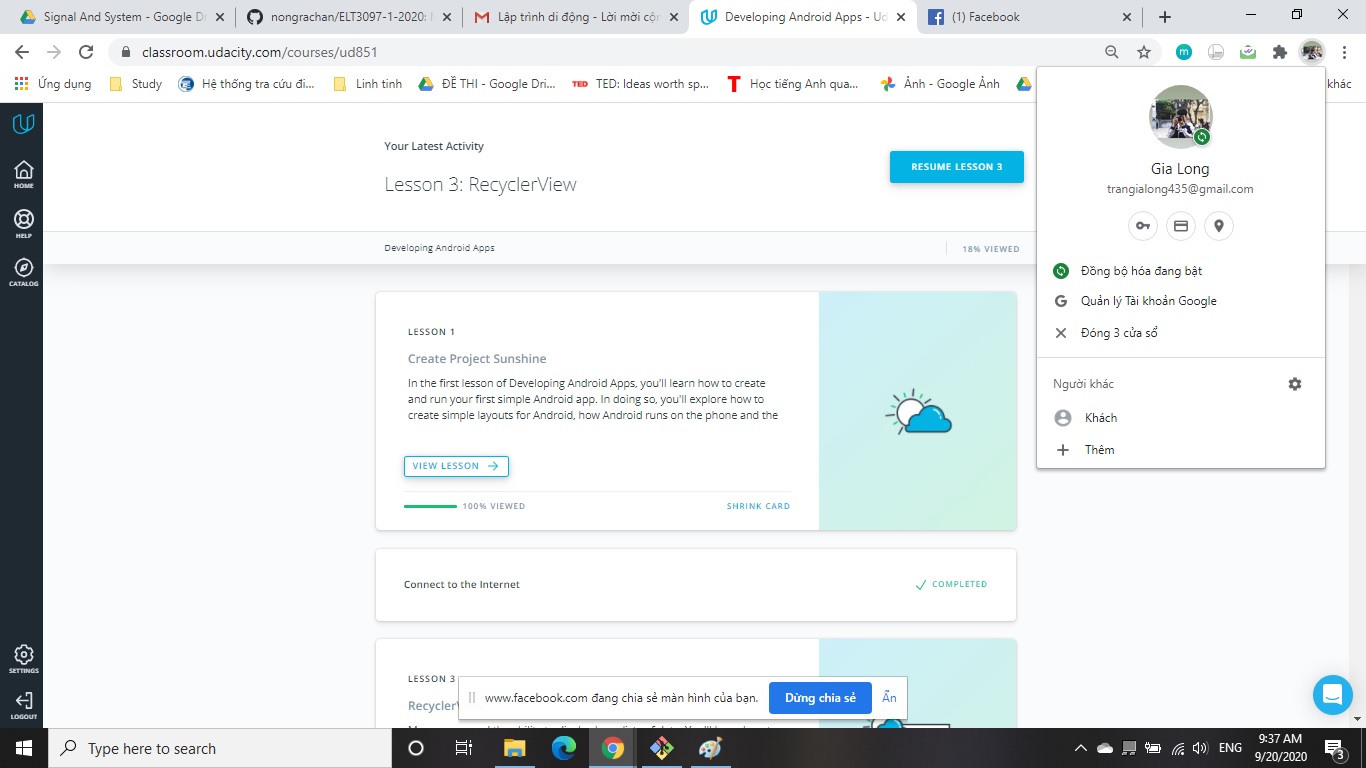 Signal And System - Google Dr
nongrachan/ELT3097-1-2020:
Lập trình di động - Lời mời cộn
Developing Android Apps - Ud
(1) Facebook
classroom.udacity.com/courses/ud851
Ứng dụng
Study
Hệ thống tra cứu đi...
Linh tinh
ĐỀ THI - Google Dri...
TED
TED: Ideas worth sp...
Học tiếng Anh qua...
Ảnh - Google Ảnh
khác
HOME
HELP
CATALOG
SETTINGS
LOGOUT
Your Latest Activity
Lesson 3: RecyclerView
RESUME LESSON 3
Developing Android Apps
18% VIEWED
LESSON 1
Create Project Sunshine
In the first lesson of Developing Android Apps, you'll learn how to create
and run your first simple Android app. In doing so, you'll explore how to
create simple layouts for Android, how Android runs on the phone and the
VIEW LESSON
100% VIEWED
SHRINK CARD
Connect to the Internet
COMPLETED
LESSON 3
Gia Long
trangialong435@gmail.com
Đồng bộ hóa đang bật
Quản lý Tài khoản Google
Đóng 3 cửa sổ
Người khác
Khách
Thêm
www.facebook.com đang chia sẻ màn hình của bạn.
Dừng chia sẻ
Ẩn
Type here to search
ENG
9:37 AM
9/20/2020
3